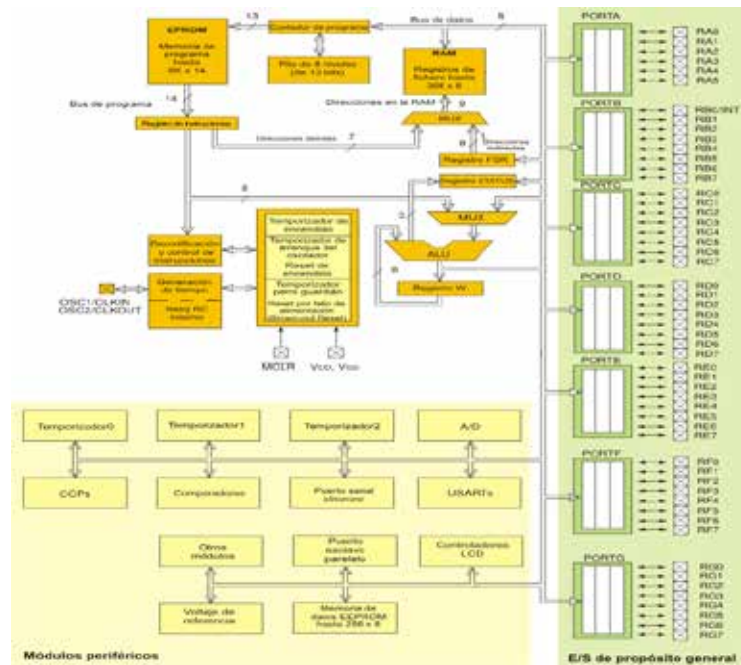 EPROM
Memoria de
programa
hasta
8K x 14
13
Contador de programa
Pila de 8 niveles
(de 13 bits)
Bus de datos
8
RAM
Registros de
fichero hasta
368 x 8
14
Bus de programa
Direcciones en la RAM
9
MUX
Registro de instrucciones
Direcciones directas
7
8
Direcciones
indirectas
Registro FSR
Registro STATUS
8
3
MUX
ALU
8
Registro W
Decodificación
y control de
instrucciones
Generación
de tiempo
Reloj RC
interno
OSC1/CLKIN
OSC2/CLKOUT
Temporizador de
encendido
Temporizador de
arranque del
oscilador
Reset de
encendido
Temporizador
perro guardián
Reset por fallo de
alimentación
(Brown-out Reset)
MCLR
VDD, VSS
Temporizador0
Temporizador1
Temporizador2
A/D
CCPs
Comparadores
Puerto serial
síncrono
USARTs
Otros
módulos
Puerto
esclavo
paralelo
Controladores
LCD
Voltaje de
referencia
Memoria de
datos EEPROM
hasta 256 x 8
Módulos periféricos
PORTA
RA0
RA1
RA2
RA3
RA4
RA5
PORTB
RB0/INT
RB1
RB2
RB3
RB4
RB5
RB6
RB7
PORTC
RC0
RC1
RC2
RC3
RC4
RC5
RC6
RC7
PORTD
RD0
RD1
RD2
RD3
RD4
RD5
RD6
RD7
PORTE
RE0
RE1
RE2
RE3
RE4
RE5
RE6
RE7
PORTF
RF0
RF1
RF2
RF3
RF4
RF5
RF6
RF7
PORTG
RG0
RG1
RG2
RG3
RG4
RG5
RG6
RG7
E/S de propósito general